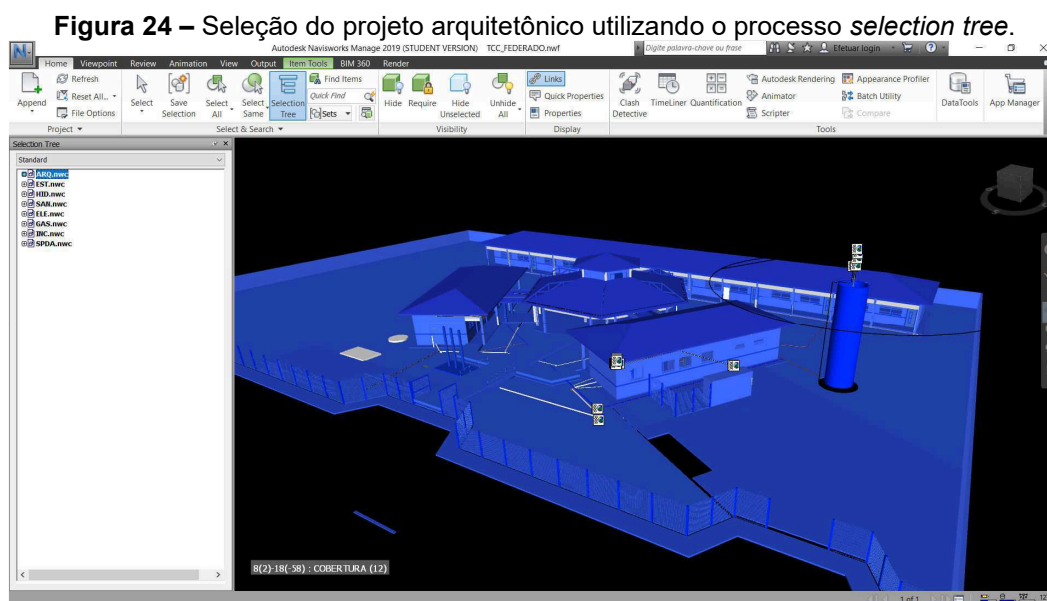 Figura 24 – Seleção do projeto arquitetônico utilizando o processo selection tree.
Autodesk Navisworks Manage 2019 (STUDENT VERSION) TCC_FEDERADO.nwf
Digite palavra-chave ou frase
Efetuar login
Home Viewpoint Review Animation View Output Item Tools BIM 360 Render
Append
Refresh
Reset All...
File Options
Project
Select
Save Selection
Select All
Select Same
Selection Tree
Find Items
Quick Find
Sets
Select & Search
Hide
Require
Hide Unselected
Unhide All
Visibility
Links
Quick Properties
Properties
Display
Clash Detective
TimeLiner
Quantification
Autodesk Rendering
Animator
Scripter
Appearance Profiler
Batch Utility
Compare
Tools
DataTools
App Manager
Selection Tree
Standard
ARQ.nwc
EST.nwc
HID.nwc
SAN.nwc
ELE.nwc
GAS.nwc
INC.nwc
SPDA.nwc
8(2)-18(-58) : COBERTURA (12)
1 of 1
12